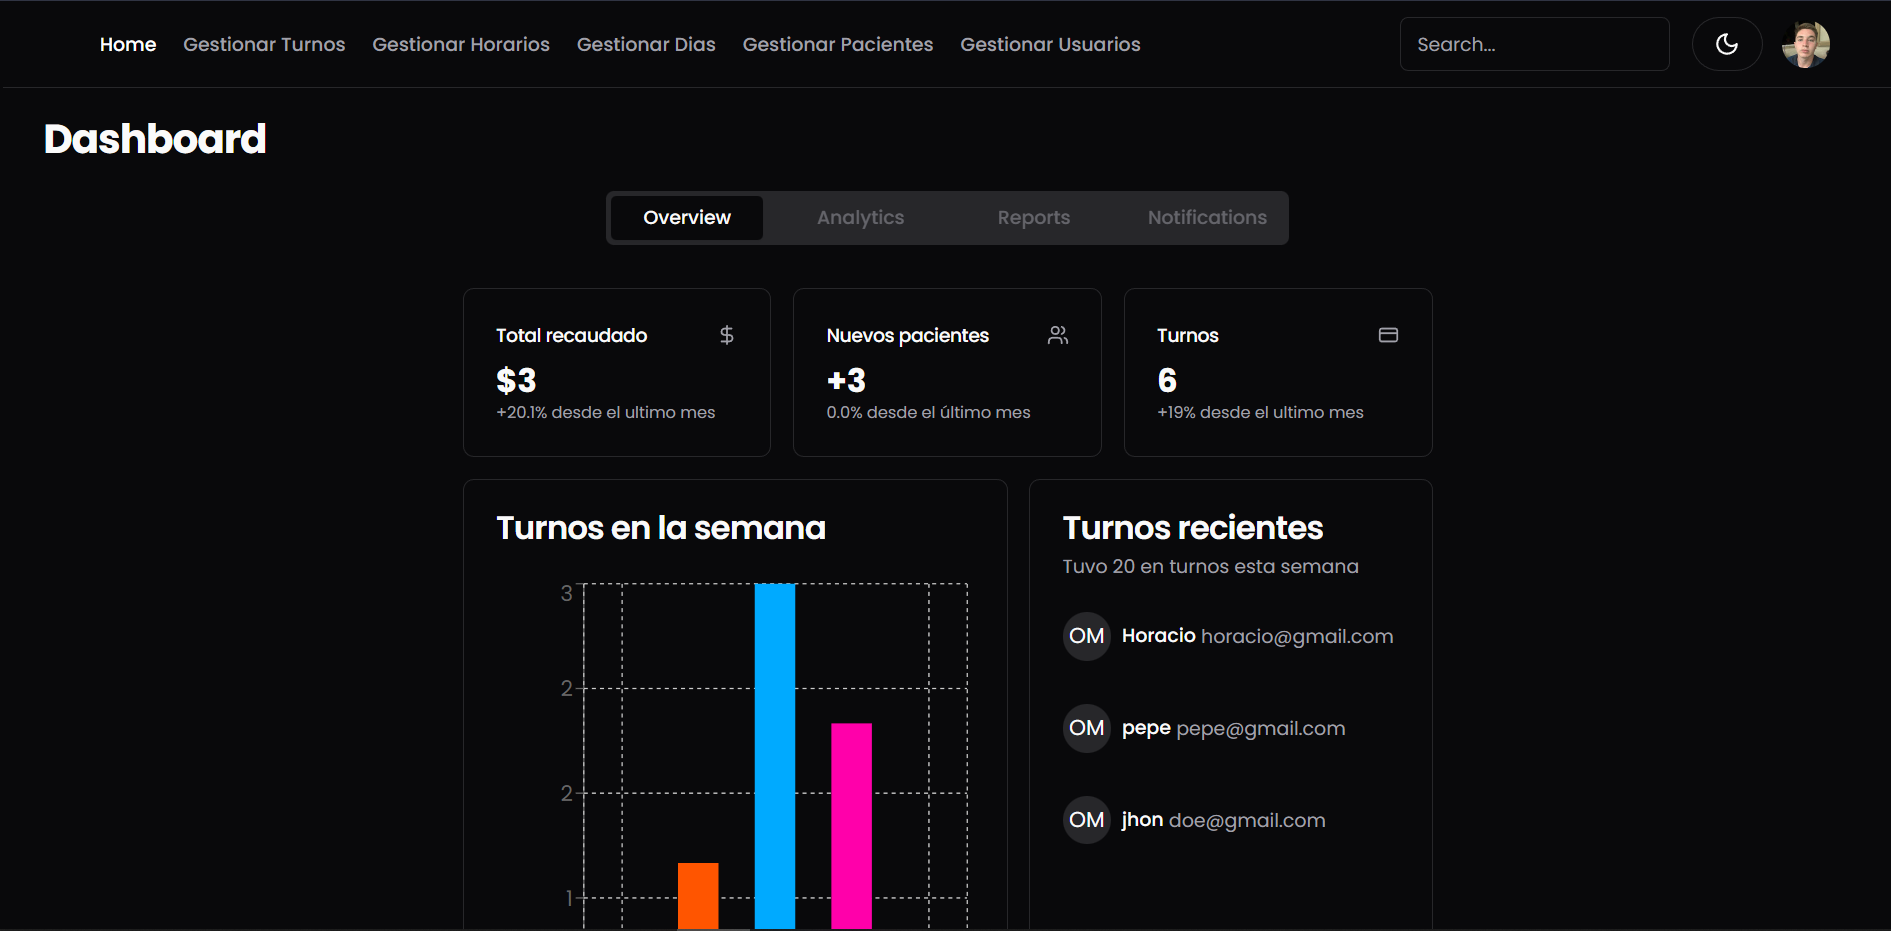 Home Gestionar Turnos Gestionar Horarios Gestionar Dias Gestionar Pacientes Gestionar Usuarios Search...
Dashboard
Overview Analytics Reports Notifications
Total recaudado
$3
+20.1% desde el ultimo mes
Nuevos pacientes
+3
0.0% desde el último mes
Turnos
6
+19% desde el ultimo mes
Turnos en la semana
3
2
2
1
Turnos recientes
Tuvo 20 en turnos esta semana
OM Horacio horacio@gmail.com
OM pepe pepe@gmail.com
OM jhon doe@gmail.com